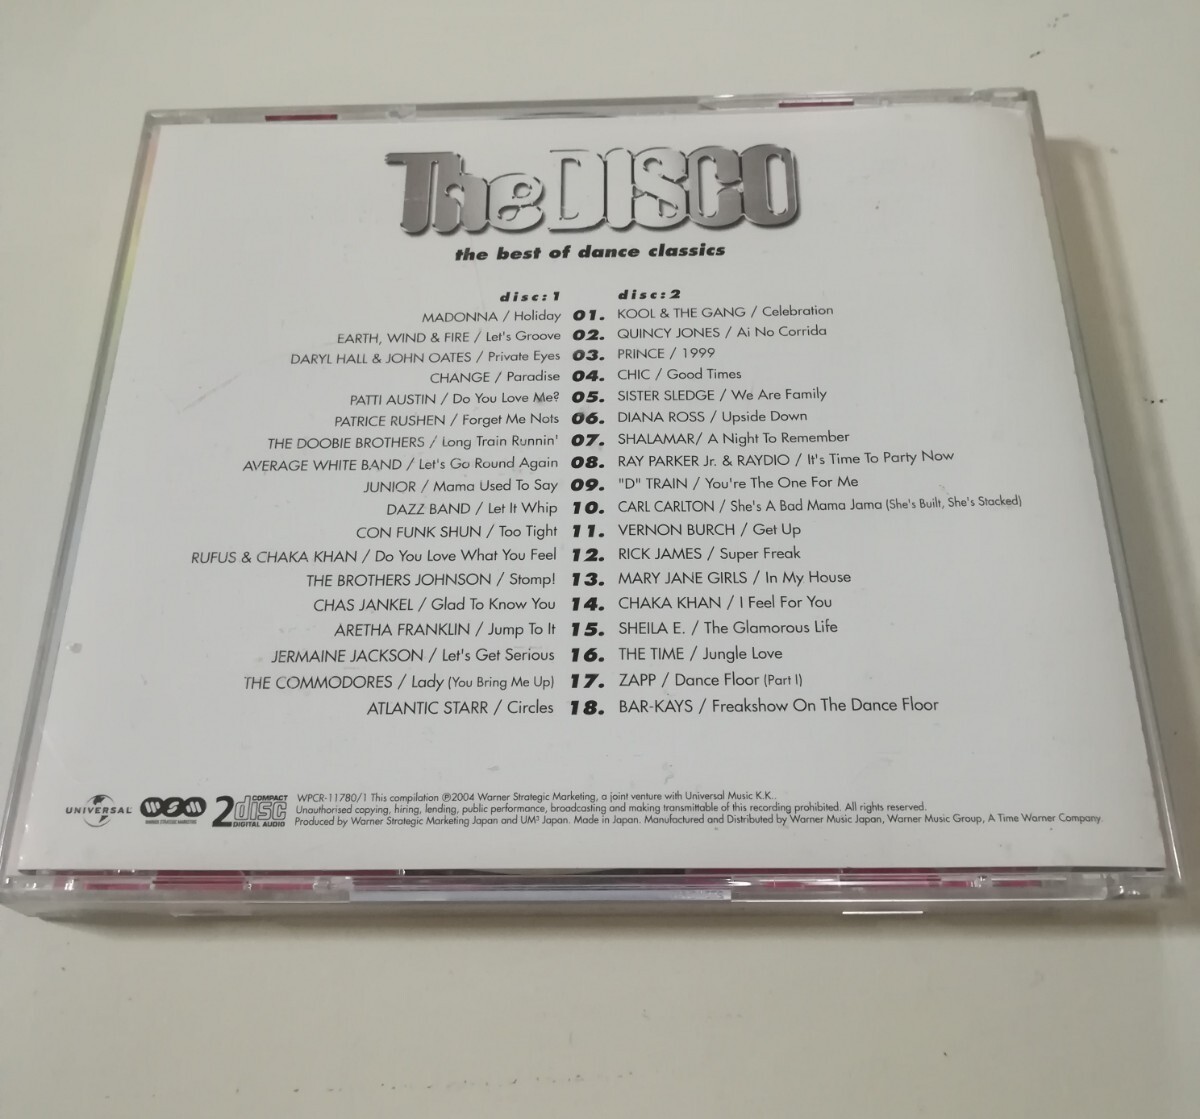 The DISCO
the best of dance classics
disc:1 disc:2
MADONNA / Holiday 01. KOOL & THE GANG / Celebration
EARTH, WIND & FIRE / Let's Groove 02. QUINCY JONES / Ai No Corrida
DARYL HALL & JOHN OATES / Private Eyes 03. PRINCE / 1999
CHANGE / Paradise 04. CHIC / Good Times
PATTI AUSTIN / Do You Love Me? 05. SISTER SLEDGE / We Are Family
PATRICE RUSHEN / Forget Me Nots 06. DIANA ROSS / Upside Down
THE DOOBIE BROTHERS / Long Train Runnin' 07. SHALAMAR/ A Night To Remember
AVERAGE WHITE BAND / Let's Go Round Again 08. RAY PARKER Jr. & RAYDIO / It's Time To Party Now
JUNIOR / Mama Used To Say 09. "D" TRAIN / You're The One For Me
DAZZ BAND / Let It Whip 10. CARL CARLTON / She's A Bad Mama Jama (She's Built, She's Stacked)
CON FUNK SHUN / Too Tight 11. VERNON BURCH / Get Up
RUFUS & CHAKA KHAN / Do You Love What You Feel 12. RICK JAMES / Super Freak
THE BROTHERS JOHNSON / Stomp! 13. MARY JANE GIRLS / In My House
CHAS JANKEL / Glad To Know You 14. CHAKA KHAN / I Feel For You
ARETHA FRANKLIN / Jump To It 15. SHEILA E. / The Glamorous Life
JERMAINE JACKSON / Let's Get Serious 16. THE TIME / Jungle Love
THE COMMODORES / Lady (You Bring Me Up) 17. ZAPP / Dance Floor (Part I)
ATLANTIC STARR / Circles 18. BAR-KAYS / Freakshow On The Dance Floor
UNIVERSAL
WSM
WARNER STRATEGIC MARKETING
2 COMPACT disc DIGITAL AUDIO
WPCR-11780/1 This compilation ℗2004 Warner Strategic Marketing, a joint venture with Universal Music K.K..
Unauthorised copying, hiring, lending, public performance, broadcasting and making transmittable of this recording prohibited. All rights reserved.
Produced by Warner Strategic Marketing Japan and UM³ Japan. Made in Japan. Manufactured and Distributed by Warner Music Japan, Warner Music Group, A Time Warner Company.